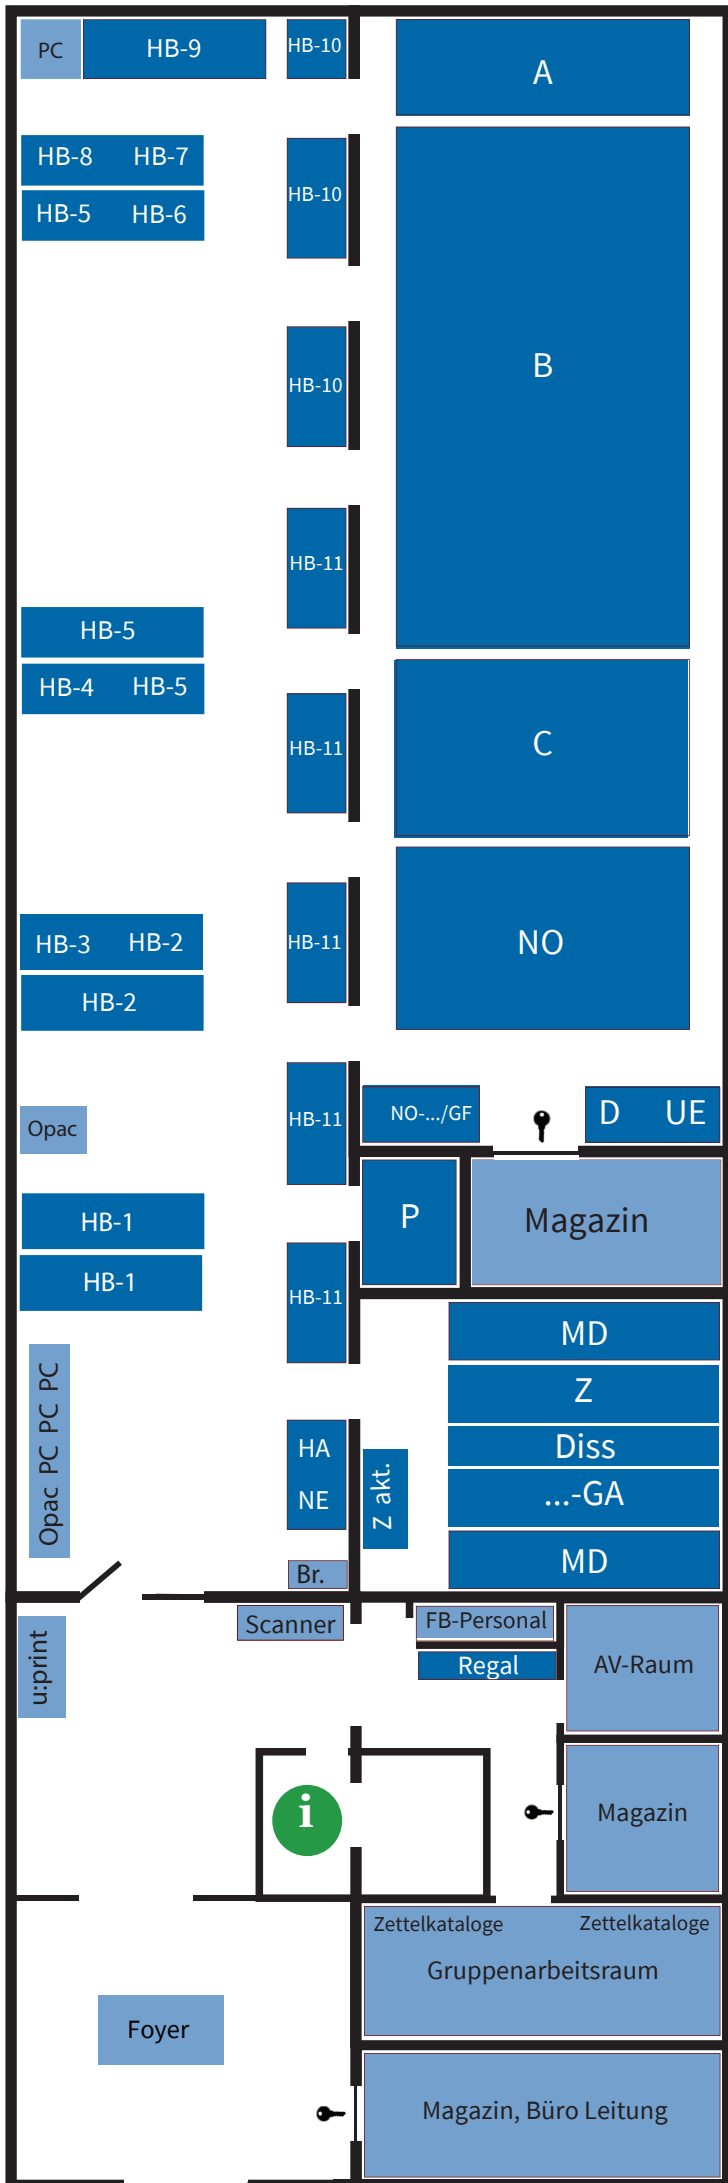 PC
HB-9
HB-10
A
HB-8 HB-7
HB-5 HB-6
HB-10
B
HB-10
HB-11
HB-5
HB-4 HB-5
HB-11
C
HB-3 HB-2
HB-2
HB-11
NO
Opac
HB-11
NO-.../GF
D UE
HB-1
HB-1
P
Magazin
HB-11
MD
Z
Diss
...-GA
MD
Opac PC PC PC
HA
NE
Z akt.
Br.
u:print
Scanner
FB-Personal
Regal
AV-Raum
i
Magazin
Zettelkataloge Zettelkataloge
Gruppenarbeitsraum
Foyer
Magazin, Büro Leitung